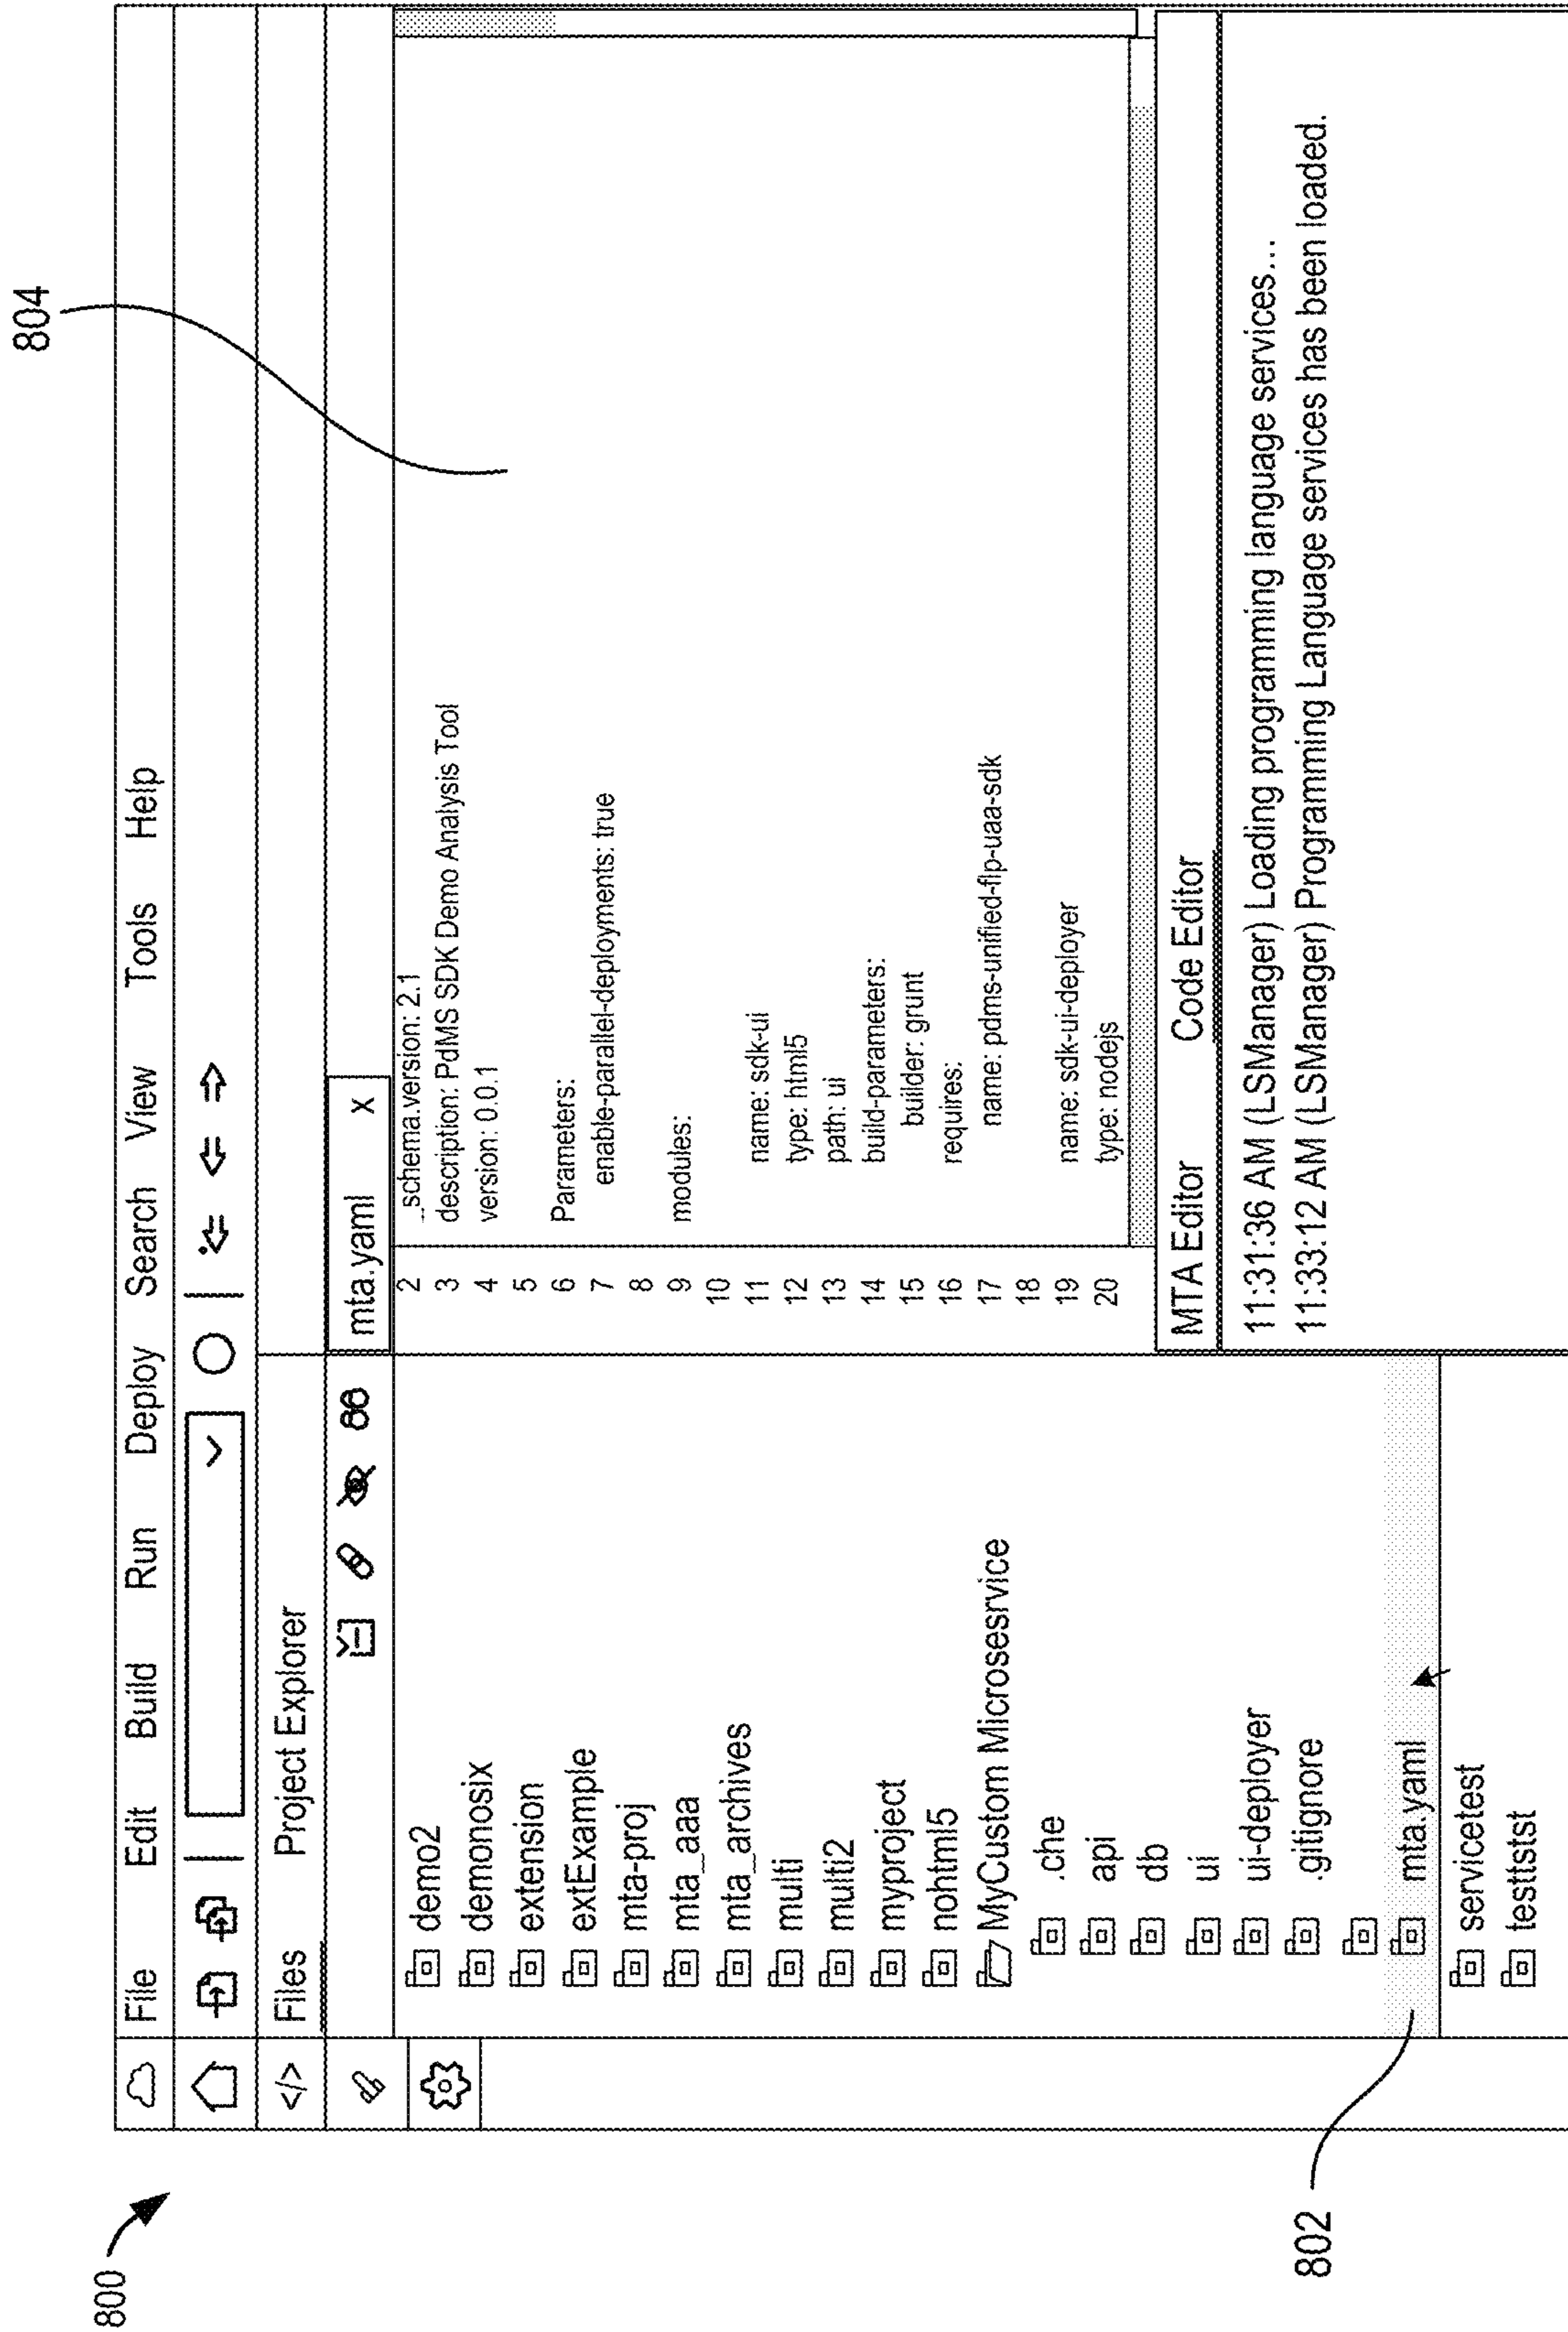 800
804
File Edit Build Run Deploy Search View Tools Help
</> Files Project Explorer
mta.yaml x
demo2
demonosix
extension
extExample
mta-proj
mta_aaa
mta_archives
multi
multi2
myproject
nohtml5
MyCustom Microsesrvice
.che
api
db
ui
ui-deployer
.gitignore
mta.yaml
servicetest
testtstst
802
2 _schema.version: 2.1
3 description: PdMS SDK Demo Analysis Tool
4 version: 0.0.1
5
6 Parameters:
7 enable-parallel-deployments: true
8
9 modules:
10
11 name: sdk-ui
12 type: html5
13 path: ui
14 build-parameters:
15 builder: grunt
16 requires:
17 name: pdms-unified-flp-uaa-sdk
18
19 name: sdk-ui-deployer
20 type: nodejs
MTA Editor Code Editor
11:31:36 AM (LSManager) Loading programming language services...
11:33:12 AM (LSManager) Programming Language services has been loaded.